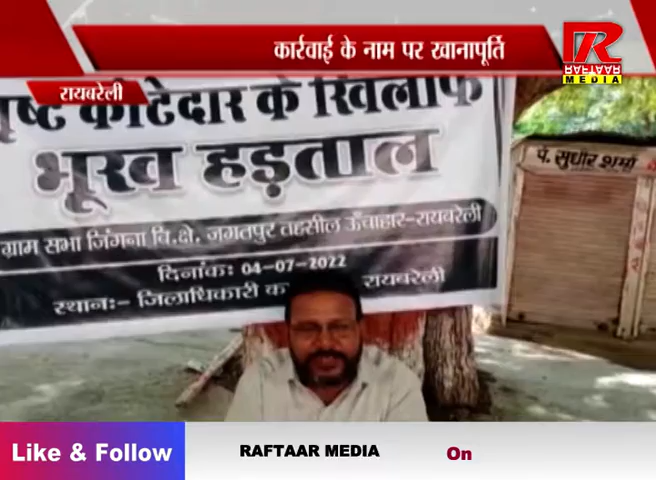 कार्रवाई के नाम पर खानापूर्ति
RAFTAAR
MEDIA
रायबरेली
कोटेदार के खिलाफ
भूख हड़ताल
ग्राम सभा जिंगना वि.क्षे. जगतपुर तहसील ऊँचाहार-रायबरेली
दिनांक: 04-07-2022
स्थान:- जिलाधिकारी का रायबरेली
पं. सुधीर शर्मा
Like & Follow
RAFTAAR MEDIA
On